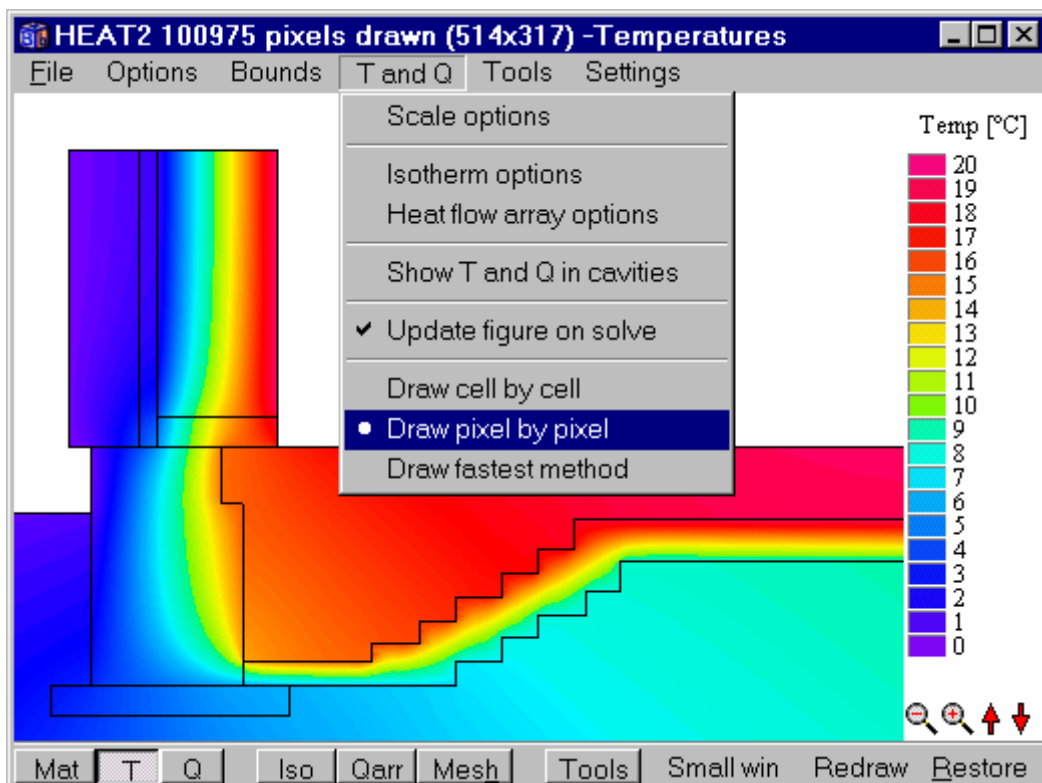 HEAT2 100975 pixels drawn (514x317) -Temperatures
File Options Bounds T and Q Tools Settings
Scale options
Isotherm options
Heat flow array options
Show T and Q in cavities
Update figure on solve
Draw cell by cell
Draw pixel by pixel
Draw fastest method
Temp [°C]
20
19
18
17
16
15
14
13
12
11
10
9
8
7
6
5
4
3
2
1
0
Mat T Q Iso Qarr Mesh Tools Small win Redraw Restore